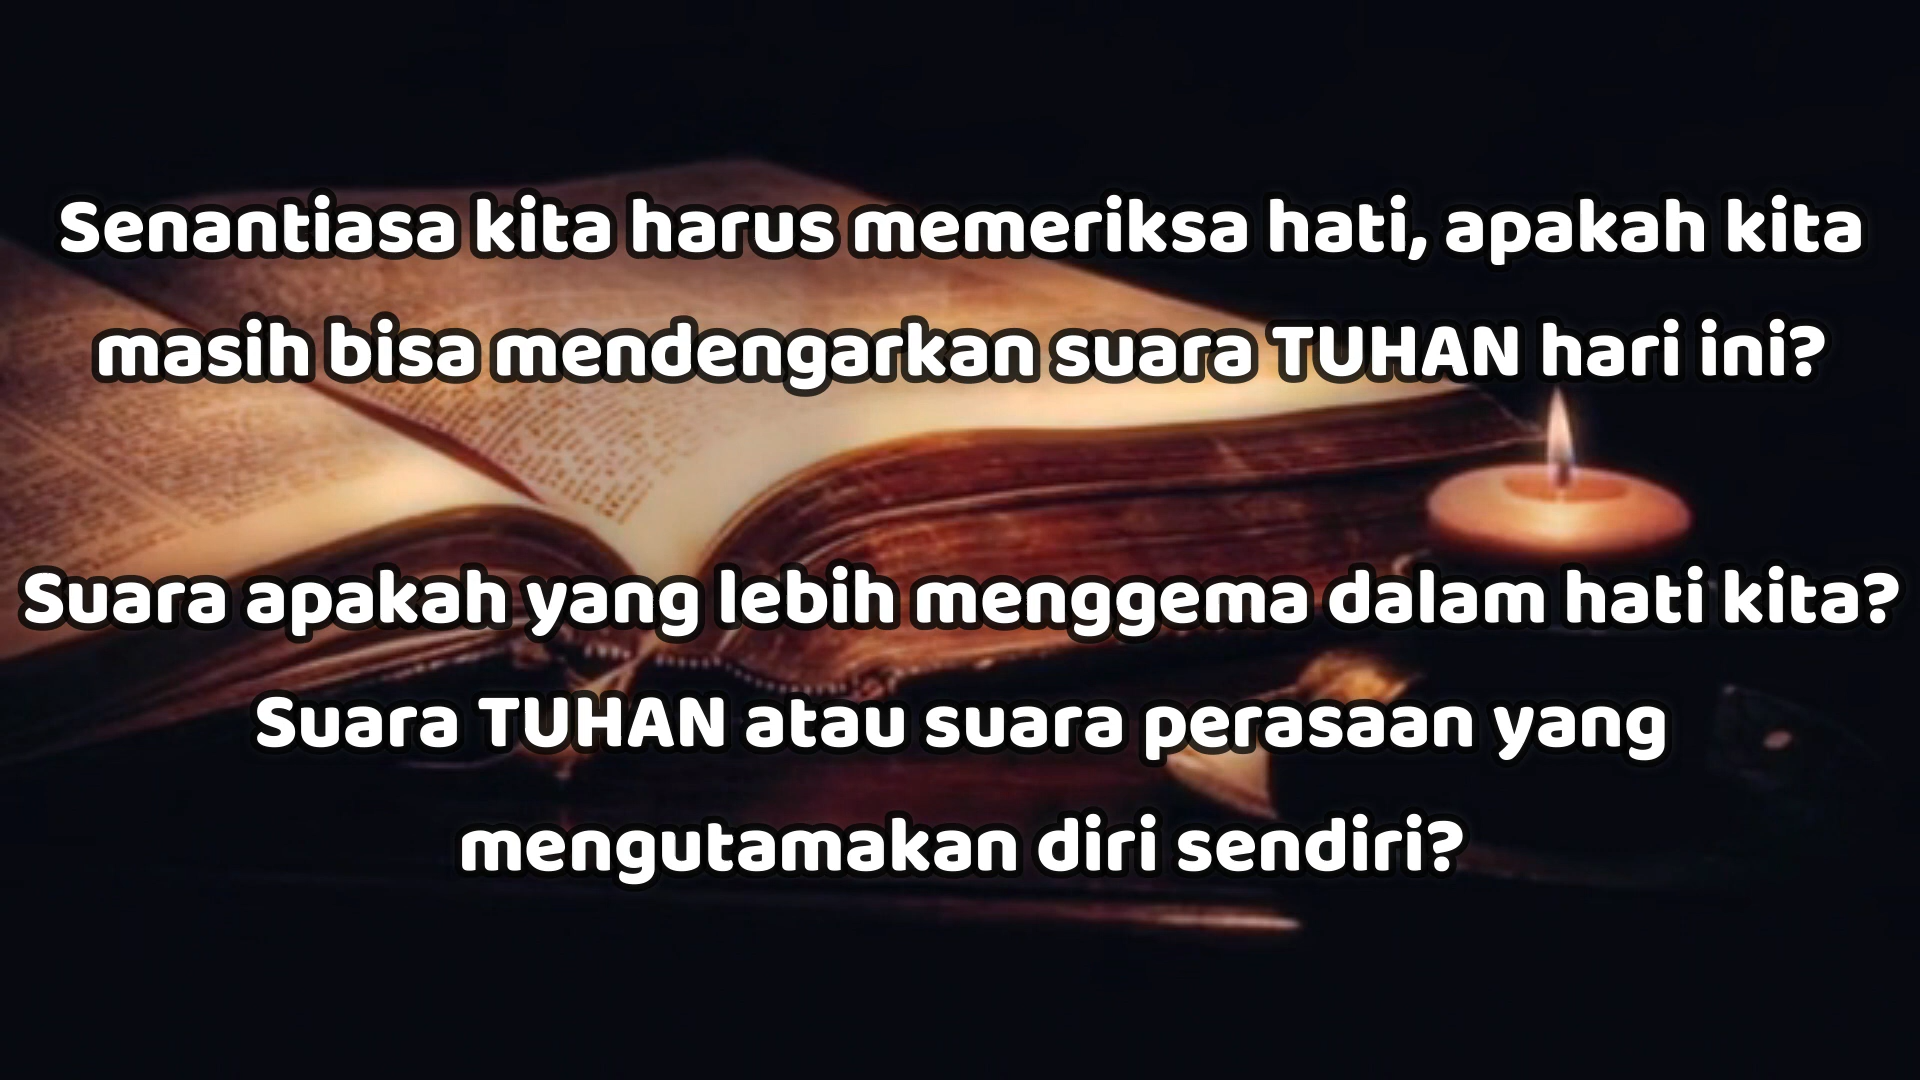 Senantiasa kita harus memeriksa hati, apakah kita
masih bisa mendengarkan suara TUHAN hari ini?
Suara apakah yang lebih menggema dalam hati kita?
Suara TUHAN atau suara perasaan yang
mengutamakan diri sendiri?